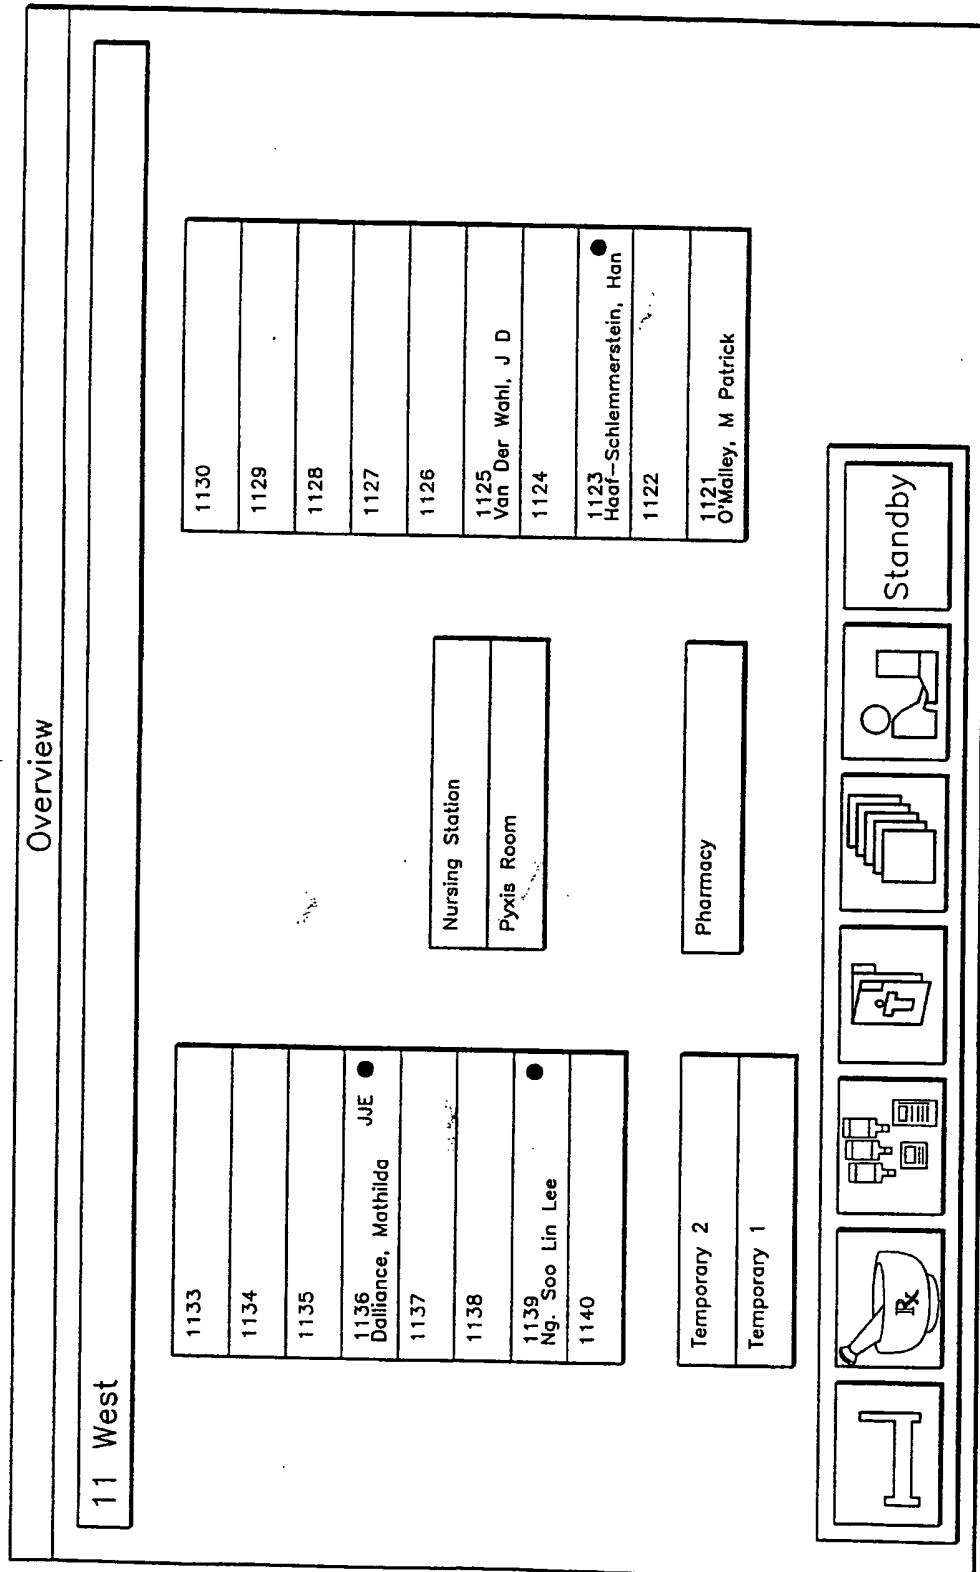 Overview
11 West
1133
1134
1135
1136
Dalliance, Mathilda JJE
1137
1138
1139
Ng. Soo Lin Lee
1140
Temporary 2
Temporary 1
Nursing Station
Pyxis Room
Pharmacy
1130
1129
1128
1127
1126
1125
Van Der Wahl, J D
1124
1123
Haaf-Schlemmerstein, Han
1122
1121
O'Malley, M Patrick
Rx
Standby